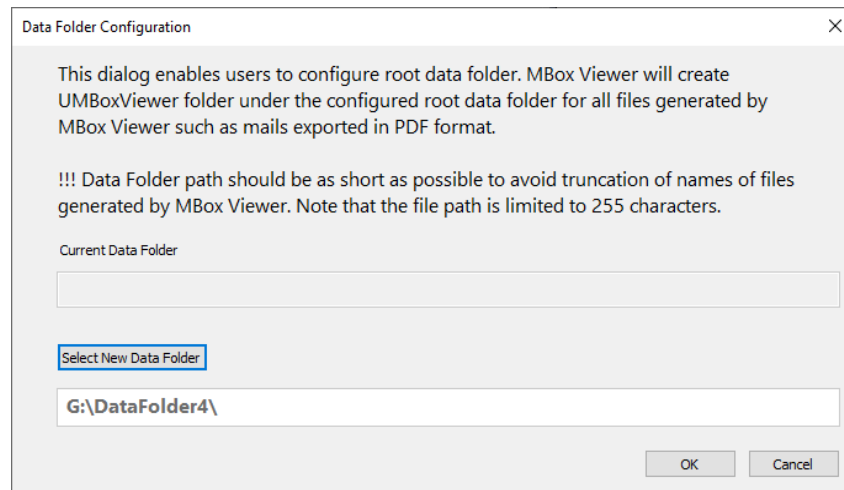 Data Folder Configuration
This dialog enables users to configure root data folder. MBox Viewer will create
UMBoxViewer folder under the configured root data folder for all files generated by
MBox Viewer such as mails exported in PDF format.
!!! Data Folder path should be as short as possible to avoid truncation of names of files
generated by MBox Viewer. Note that the file path is limited to 255 characters.
Current Data Folder
Select New Data Folder
G:\DataFolder4\
OK Cancel